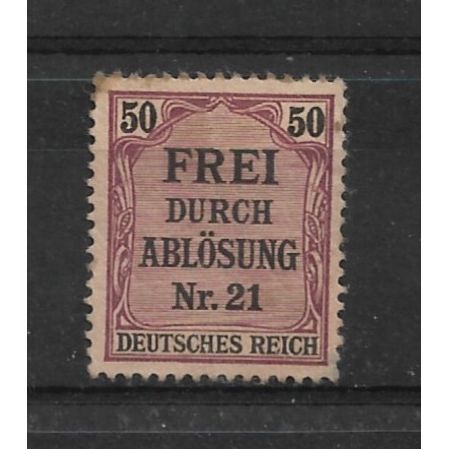 50 50
FREI
DURCH
ABLÖSUNG
Nr. 21
DEUTSCHES REICH